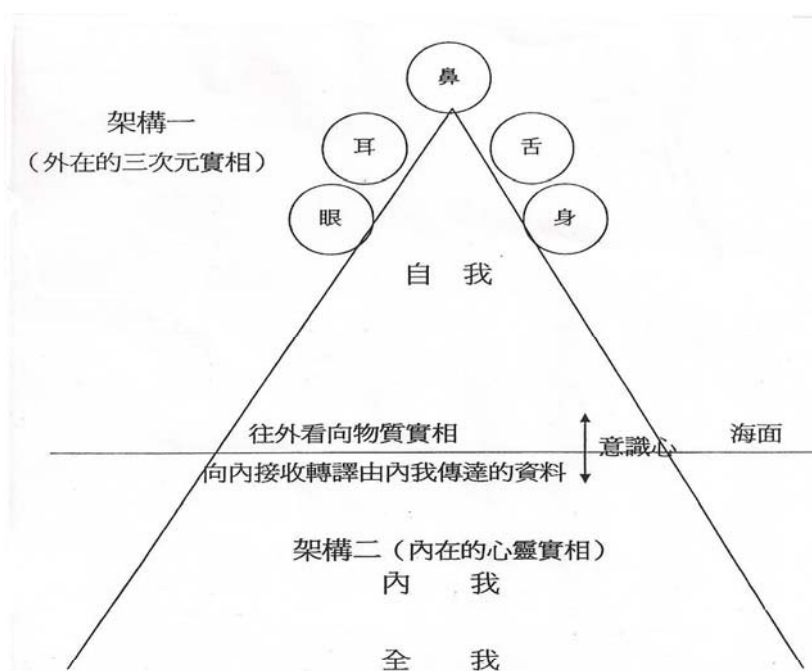 鼻
架構一
(外在的三次元實相)
耳
舌
眼
身
自 我
往外看向物質實相
意識心
海面
向內接收轉譯由內我傳達的資料
架構二(內在的心靈實相)
內 我
全 我